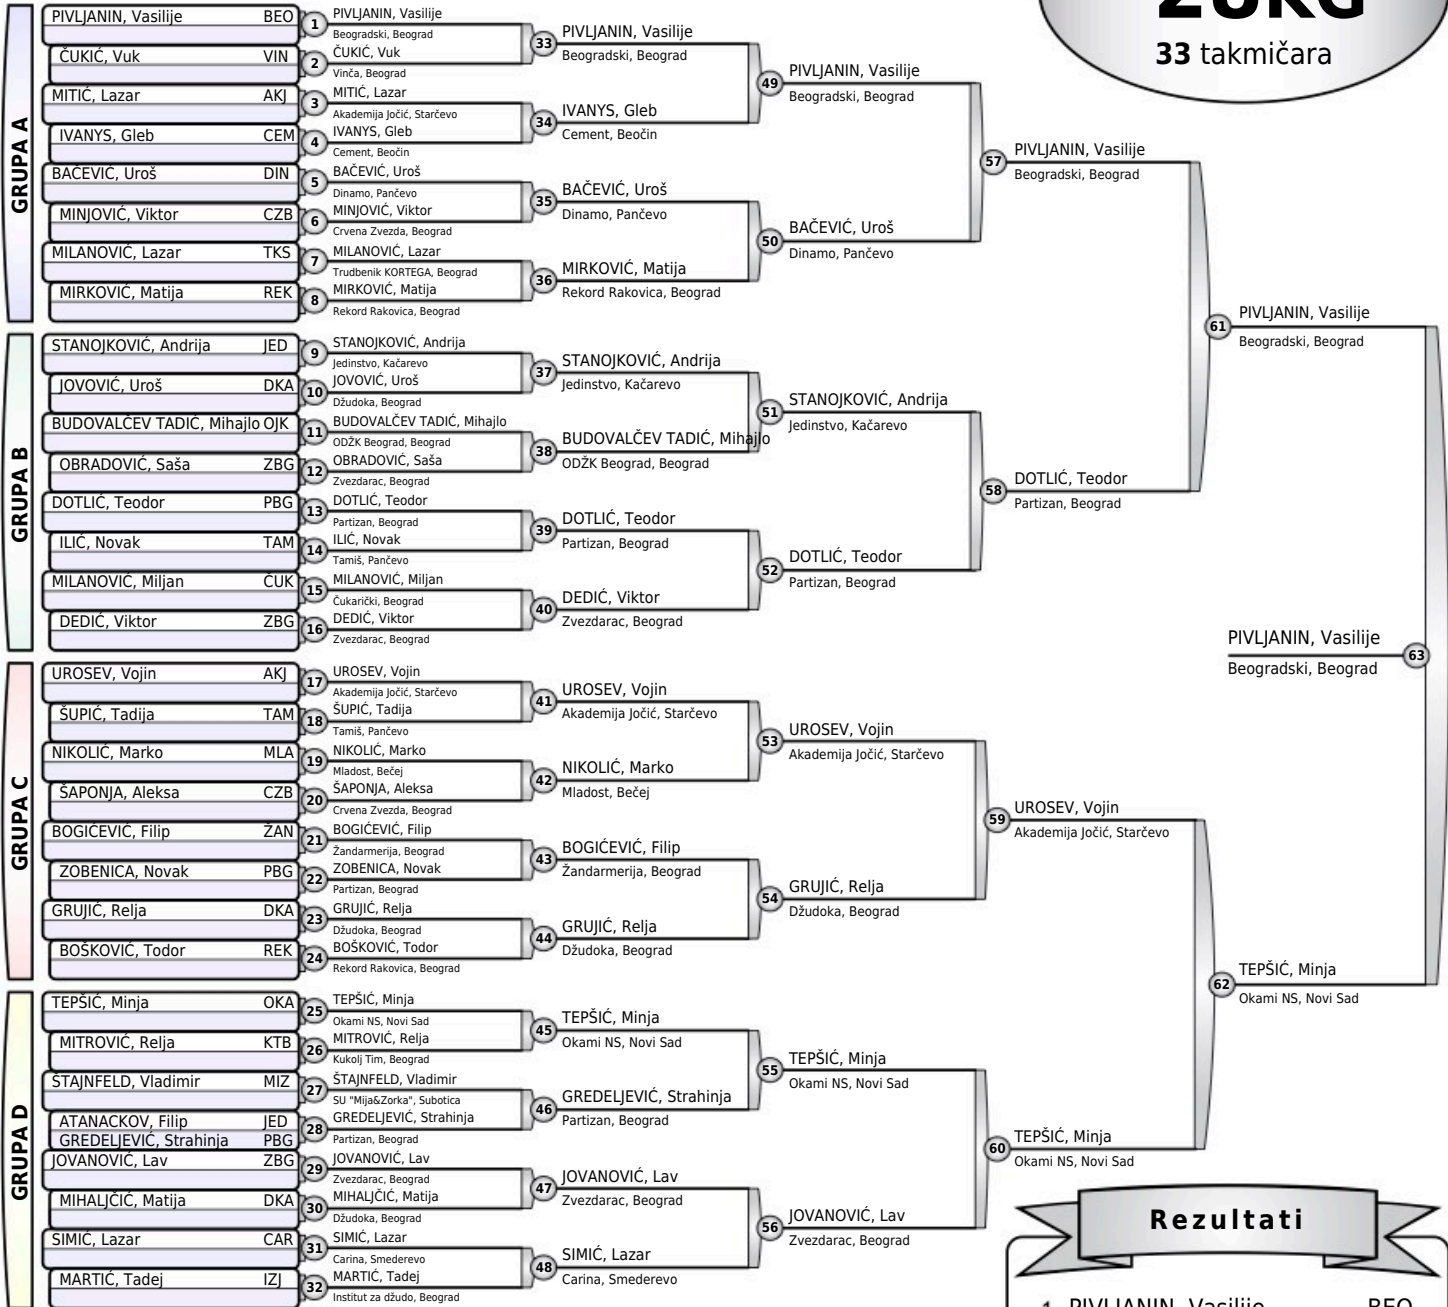 33 takmičara
GRUPA A
PIVLJANIN, Vasilije BEO
ČUKIĆ, Vuk VIN
MITIĆ, Lazar AKJ
IVANYS, Gleb CEM
BAČEVIĆ, Uroš DIN
MINJOVIĆ, Viktor CZB
MILANOVIĆ, Lazar TKS
MIRKOVIĆ, Matija REK
GRUPA B
STANOJKOVIĆ, Andrija JED
JOVOVIĆ, Uroš DKA
BUDOVALČEV TADIĆ, Mihajlo OJK
OBRADOVIĆ, Saša ZBG
DOTLIĆ, Teodor PBG
ILIĆ, Novak TAM
MILANOVIĆ, Miljan ČUK
DEDIĆ, Viktor ZBG
GRUPA C
UROSEV, Vojin AKJ
ŠUPIĆ, Tadija TAM
NIKOLIĆ, Marko MLA
ŠAPONJA, Aleksa CZB
BOGIĆEVIĆ, Filip ŽAN
ZOBENICA, Novak PBG
GRUJIĆ, Relja DKA
BOŠKOVIĆ, Todor REK
GRUPA D
TEPŠIĆ, Minja OKA
MITROVIĆ, Relja KTB
ŠTAJNFELD, Vladimir MIZ
ATANACKOV, Filip JED
GREDELJEVIĆ, Strahinja PBG
JOVANOVIĆ, Lav ZBG
MIHALJČIĆ, Matija DKA
SIMIĆ, Lazar CAR
MARTIĆ, Tadej IZJ
1 PIVLJANIN, Vasilije
Beogradski, Beograd
2 ČUKIĆ, Vuk
Vinča, Beograd
3 MITIĆ, Lazar
Akademija Jočić, Starčevo
4 IVANYS, Gleb
Cement, Beočin
5 BAČEVIĆ, Uroš
Dinamo, Pančevo
6 MINJOVIĆ, Viktor
Crvena Zvezda, Beograd
7 MILANOVIĆ, Lazar
Trudbenik KORTEGA, Beograd
8 MIRKOVIĆ, Matija
Rekord Rakovica, Beograd
9 STANOJKOVIĆ, Andrija
Jedinstvo, Kačarevo
10 JOVOVIĆ, Uroš
Džudoka, Beograd
11 BUDOVALČEV TADIĆ, Mihajlo
ODŽK Beograd, Beograd
12 OBRADOVIĆ, Saša
Zvezdarac, Beograd
13 DOTLIĆ, Teodor
Partizan, Beograd
14 ILIĆ, Novak
Tamiš, Pančevo
15 MILANOVIĆ, Miljan
Čukarički, Beograd
16 DEDIĆ, Viktor
Zvezdarac, Beograd
17 UROSEV, Vojin
Akademija Jočić, Starčevo
18 ŠUPIĆ, Tadija
Tamiš, Pančevo
19 NIKOLIĆ, Marko
Mladost, Bečej
20 ŠAPONJA, Aleksa
Crvena Zvezda, Beograd
21 BOGIĆEVIĆ, Filip
Žandarmerija, Beograd
22 ZOBENICA, Novak
Partizan, Beograd
23 GRUJIĆ, Relja
Džudoka, Beograd
24 BOŠKOVIĆ, Todor
Rekord Rakovica, Beograd
25 TEPŠIĆ, Minja
Okami NS, Novi Sad
26 MITROVIĆ, Relja
Kukolj Tim, Beograd
27 ŠTAJNFELD, Vladimir
SU "Mija&Zorka", Subotica
28 GREDELJEVIĆ, Strahinja
Partizan, Beograd
29 JOVANOVIĆ, Lav
Zvezdarac, Beograd
30 MIHALJČIĆ, Matija
Džudoka, Beograd
31 SIMIĆ, Lazar
Carina, Smederevo
32 MARTIĆ, Tadej
Institut za džudo, Beograd
33 PIVLJANIN, Vasilije
Beogradski, Beograd
34 IVANYS, Gleb
Cement, Beočin
35 BAČEVIĆ, Uroš
Dinamo, Pančevo
36 MIRKOVIĆ, Matija
Rekord Rakovica, Beograd
37 STANOJKOVIĆ, Andrija
Jedinstvo, Kačarevo
38 BUDOVALČEV TADIĆ, Mihajlo
ODŽK Beograd, Beograd
39 DOTLIĆ, Teodor
Partizan, Beograd
40 DEDIĆ, Viktor
Zvezdarac, Beograd
41 UROSEV, Vojin
Akademija Jočić, Starčevo
42 NIKOLIĆ, Marko
Mladost, Bečej
43 BOGIĆEVIĆ, Filip
Žandarmerija, Beograd
44 GRUJIĆ, Relja
Džudoka, Beograd
45 TEPŠIĆ, Minja
Okami NS, Novi Sad
46 GREDELJEVIĆ, Strahinja
Partizan, Beograd
47 JOVANOVIĆ, Lav
Zvezdarac, Beograd
48 SIMIĆ, Lazar
Carina, Smederevo
49 PIVLJANIN, Vasilije
Beogradski, Beograd
50 BAČEVIĆ, Uroš
Dinamo, Pančevo
51 STANOJKOVIĆ, Andrija
Jedinstvo, Kačarevo
52 DOTLIĆ, Teodor
Partizan, Beograd
53 UROSEV, Vojin
Akademija Jočić, Starčevo
54 GRUJIĆ, Relja
Džudoka, Beograd
55 TEPŠIĆ, Minja
Okami NS, Novi Sad
56 JOVANOVIĆ, Lav
Zvezdarac, Beograd
57 PIVLJANIN, Vasilije
Beogradski, Beograd
58 DOTLIĆ, Teodor
Partizan, Beograd
59 UROSEV, Vojin
Akademija Jočić, Starčevo
60 TEPŠIĆ, Minja
Okami NS, Novi Sad
61 PIVLJANIN, Vasilije
Beogradski, Beograd
62 TEPŠIĆ, Minja
Okami NS, Novi Sad
PIVLJANIN, Vasilije 63
Beogradski, Beograd
Rezultati
1 PIVLJANIN, Vasilije BEO